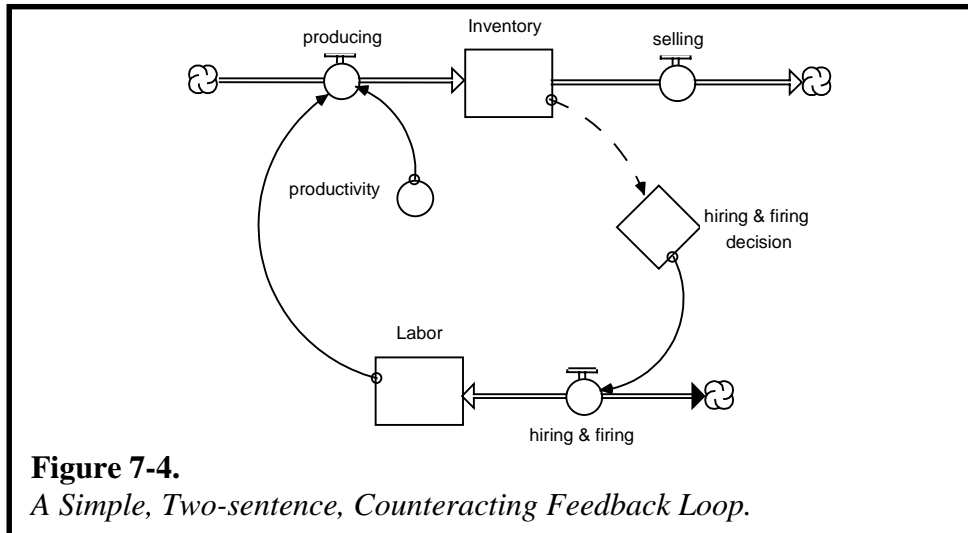 Inventory
producing
selling
productivity
hiring & firing
decision
Labor
hiring & firing
Figure 7-4.
A Simple, Two-sentence, Counteracting Feedback Loop.